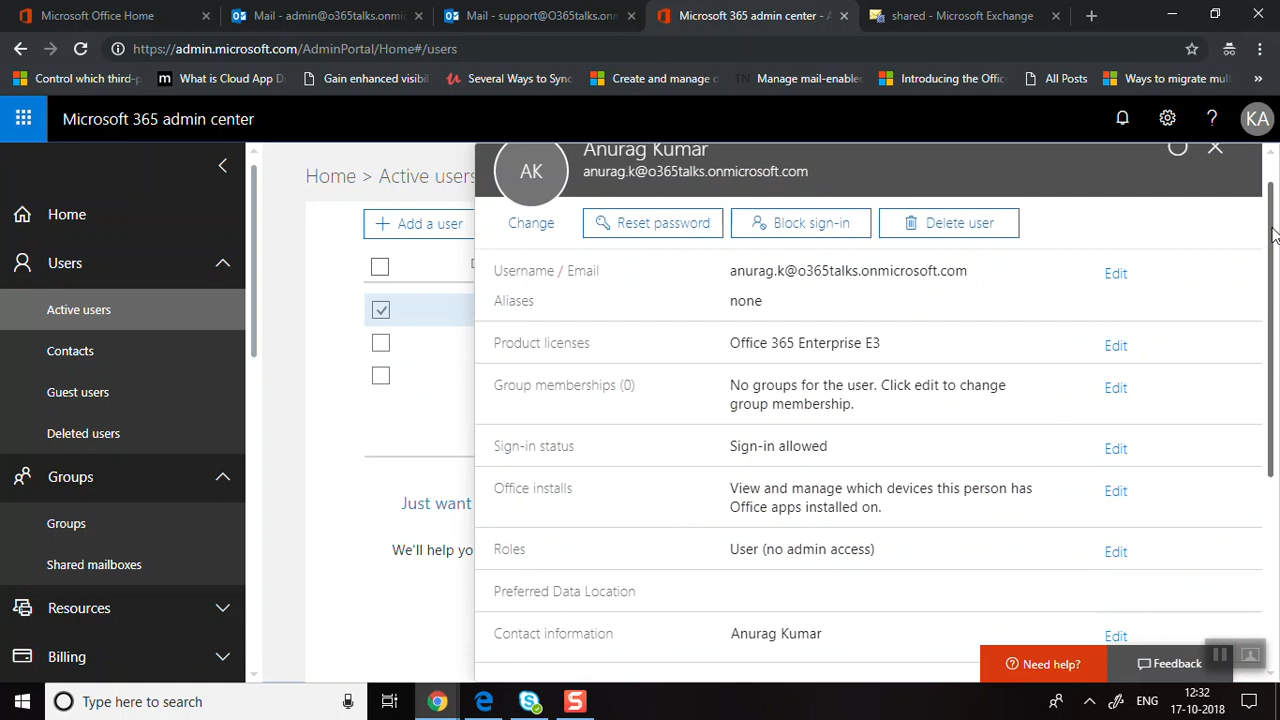 Microsoft Office Home
Mail - admin@o365talks.onmi
Mail - support@O365talks.on
Microsoft 365 admin center - A
shared - Microsoft Exchange
https://admin.microsoft.com/AdminPortal/Home#/users
Control which third-p
What is Cloud App D
Gain enhanced visibil
Several Ways to Sync
Create and manage d
TN
Manage mail-enable
Introducing the Offic
All Posts
Ways to migrate mult
Microsoft 365 admin center
KA
Home
Users
Active users
Contacts
Guest users
Deleted users
Groups
Groups
Shared mailboxes
Resources
Billing
Home > Active users
Add a user
D
Just want
We'll help yo
AK
Anurag Kumar
anurag.k@o365talks.onmicrosoft.com
Change
Reset password
Block sign-in
Delete user
Username / Email
anurag.k@o365talks.onmicrosoft.com
Edit
Aliases
none
Product licenses
Office 365 Enterprise E3
Edit
Group memberships (0)
No groups for the user. Click edit to change
group membership.
Edit
Sign-in status
Sign-in allowed
Edit
Office installs
View and manage which devices this person has
Office apps installed on.
Edit
Roles
User (no admin access)
Edit
Preferred Data Location
Contact information
Anurag Kumar
Edit
Need help?
Feedback
Type here to search
ENG
12:32
17-10-2018